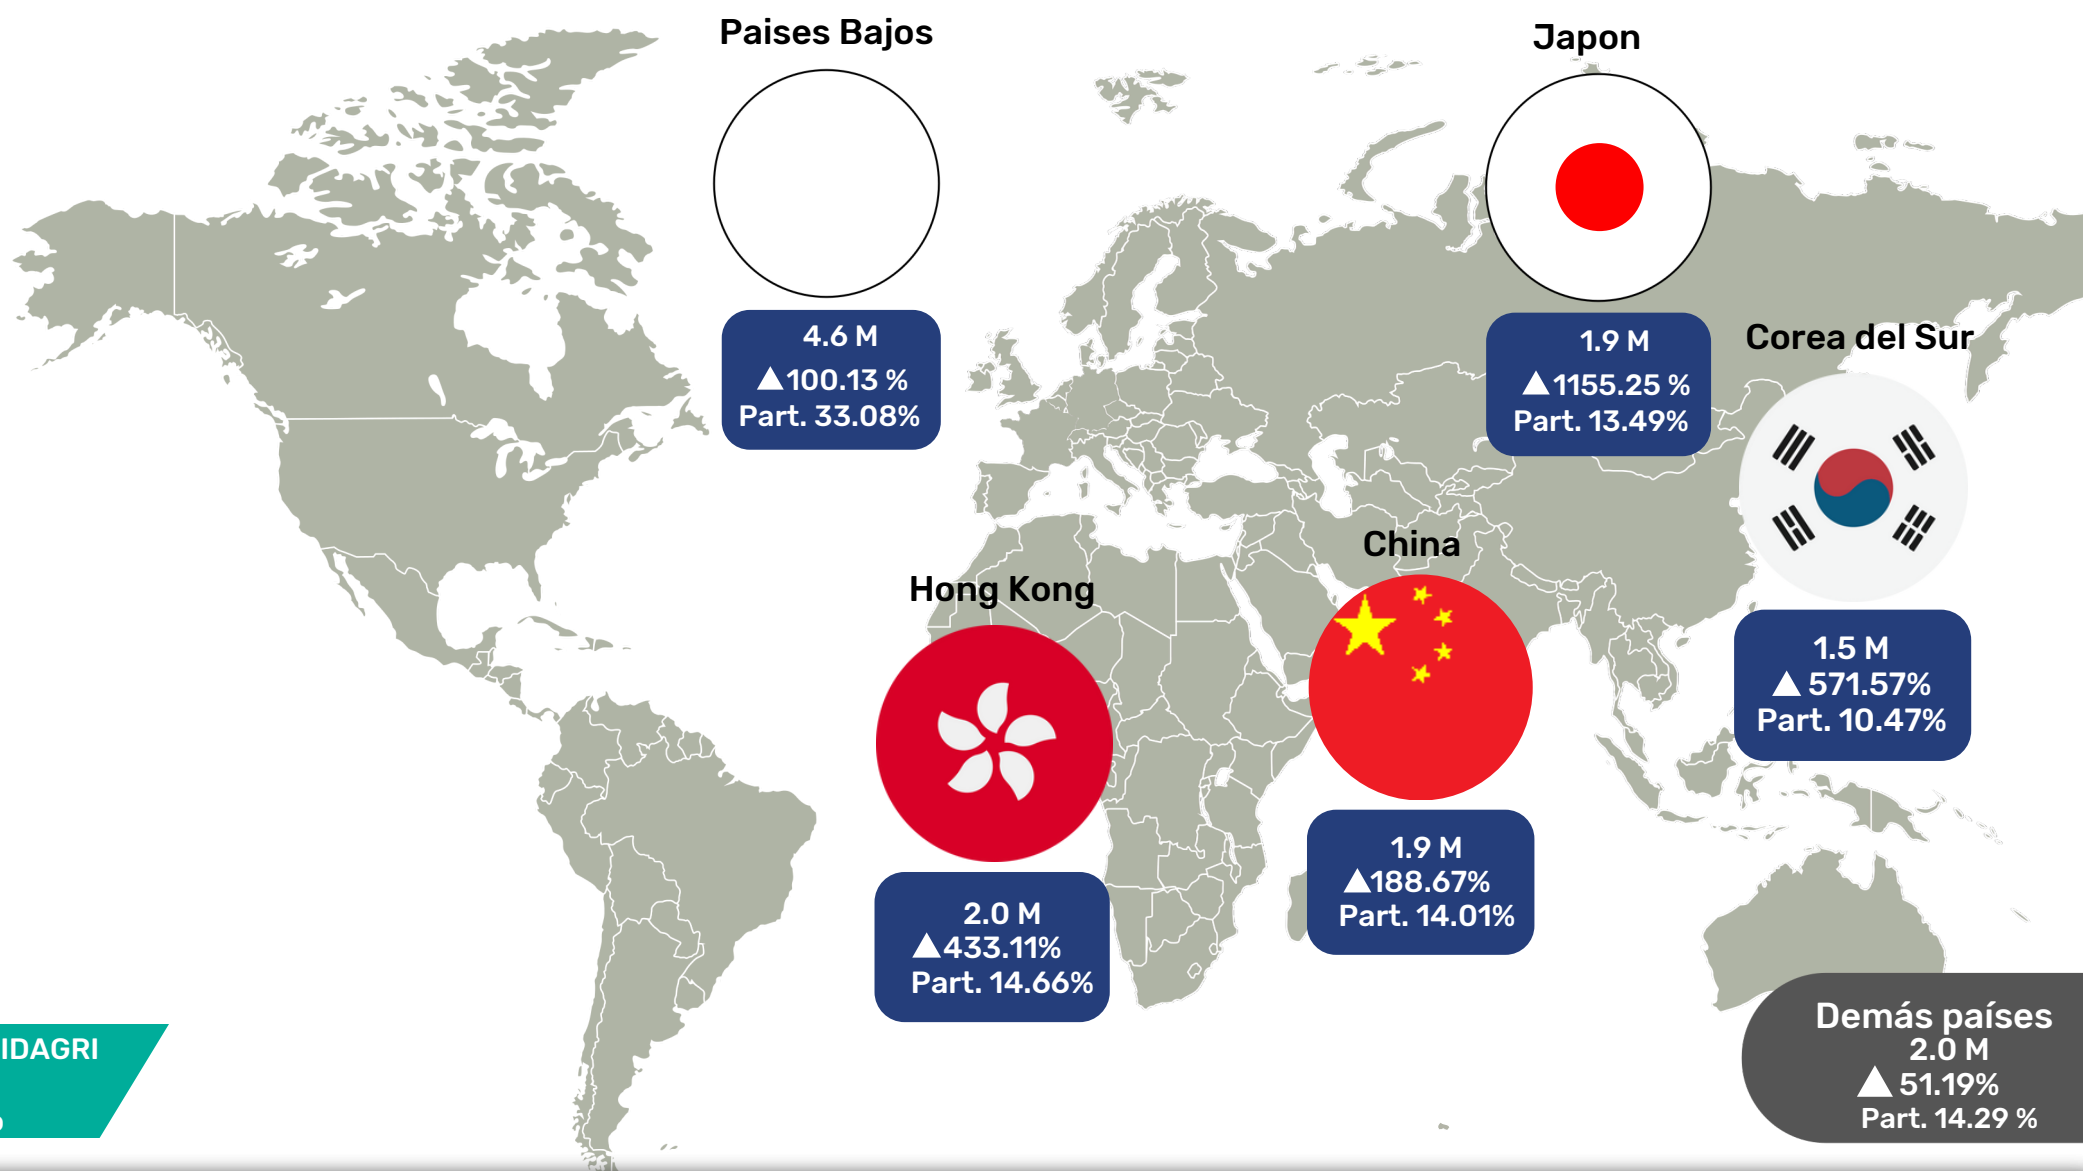 Paises Bajos
4.6 M
▲100.13 %
Part. 33.08%
Japon
1.9 M
▲1155.25 %
Part. 13.49%
Corea del Sur
1.5 M
▲ 571.57%
Part. 10.47%
Hong Kong
2.0 M
▲433.11%
Part. 14.66%
China
1.9 M
▲188.67%
Part. 14.01%
IDAGRI
Demás países
2.0 M
▲ 51.19%
Part. 14.29 %